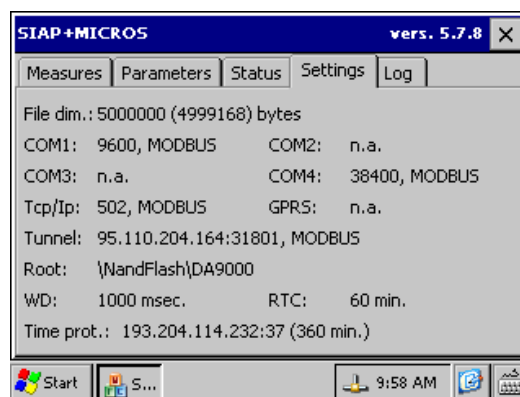 SIAP+MICROS vers. 5.7.8
Measures Parameters Status Settings Log
File dim.: 5000000 (4999168) bytes
COM1: 9600, MODBUS COM2: n.a.
COM3: n.a. COM4: 38400, MODBUS
Tcp/Ip: 502, MODBUS GPRS: n.a.
Tunnel: 95.110.204.164:31801, MODBUS
Root: \NandFlash\DA9000
WD: 1000 msec. RTC: 60 min.
Time prot.: 193.204.114.232:37 (360 min.)
Start S... 9:58 AM